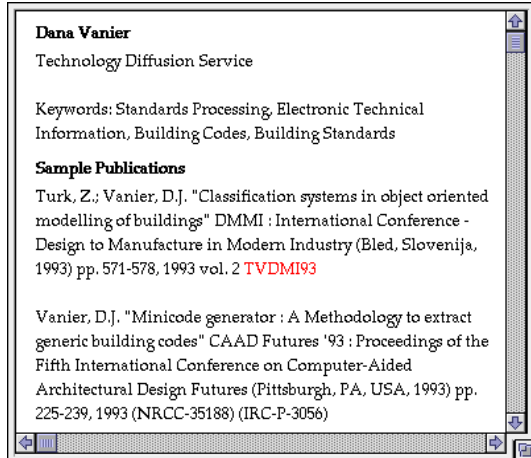 Dana Vanier
Technology Diffusion Service
Keywords: Standards Processing, Electronic Technical
Information, Building Codes, Building Standards
Sample Publications
Turk, Z.; Vanier, D.J. "Classification systems in object oriented
modelling of buildings" DMMI : International Conference -
Design to Manufacture in Modern Industry (Bled, Slovenija,
1993) pp. 571-578, 1993 vol. 2 TVDMI93
Vanier, D.J. "Minicode generator : A Methodology to extract
generic building codes" CAAD Futures '93 : Proceedings of the
Fifth International Conference on Computer-Aided
Architectural Design Futures (Pittsburgh, PA, USA, 1993) pp.
225-239, 1993 (NRCC-35188) (IRC-P-3056)